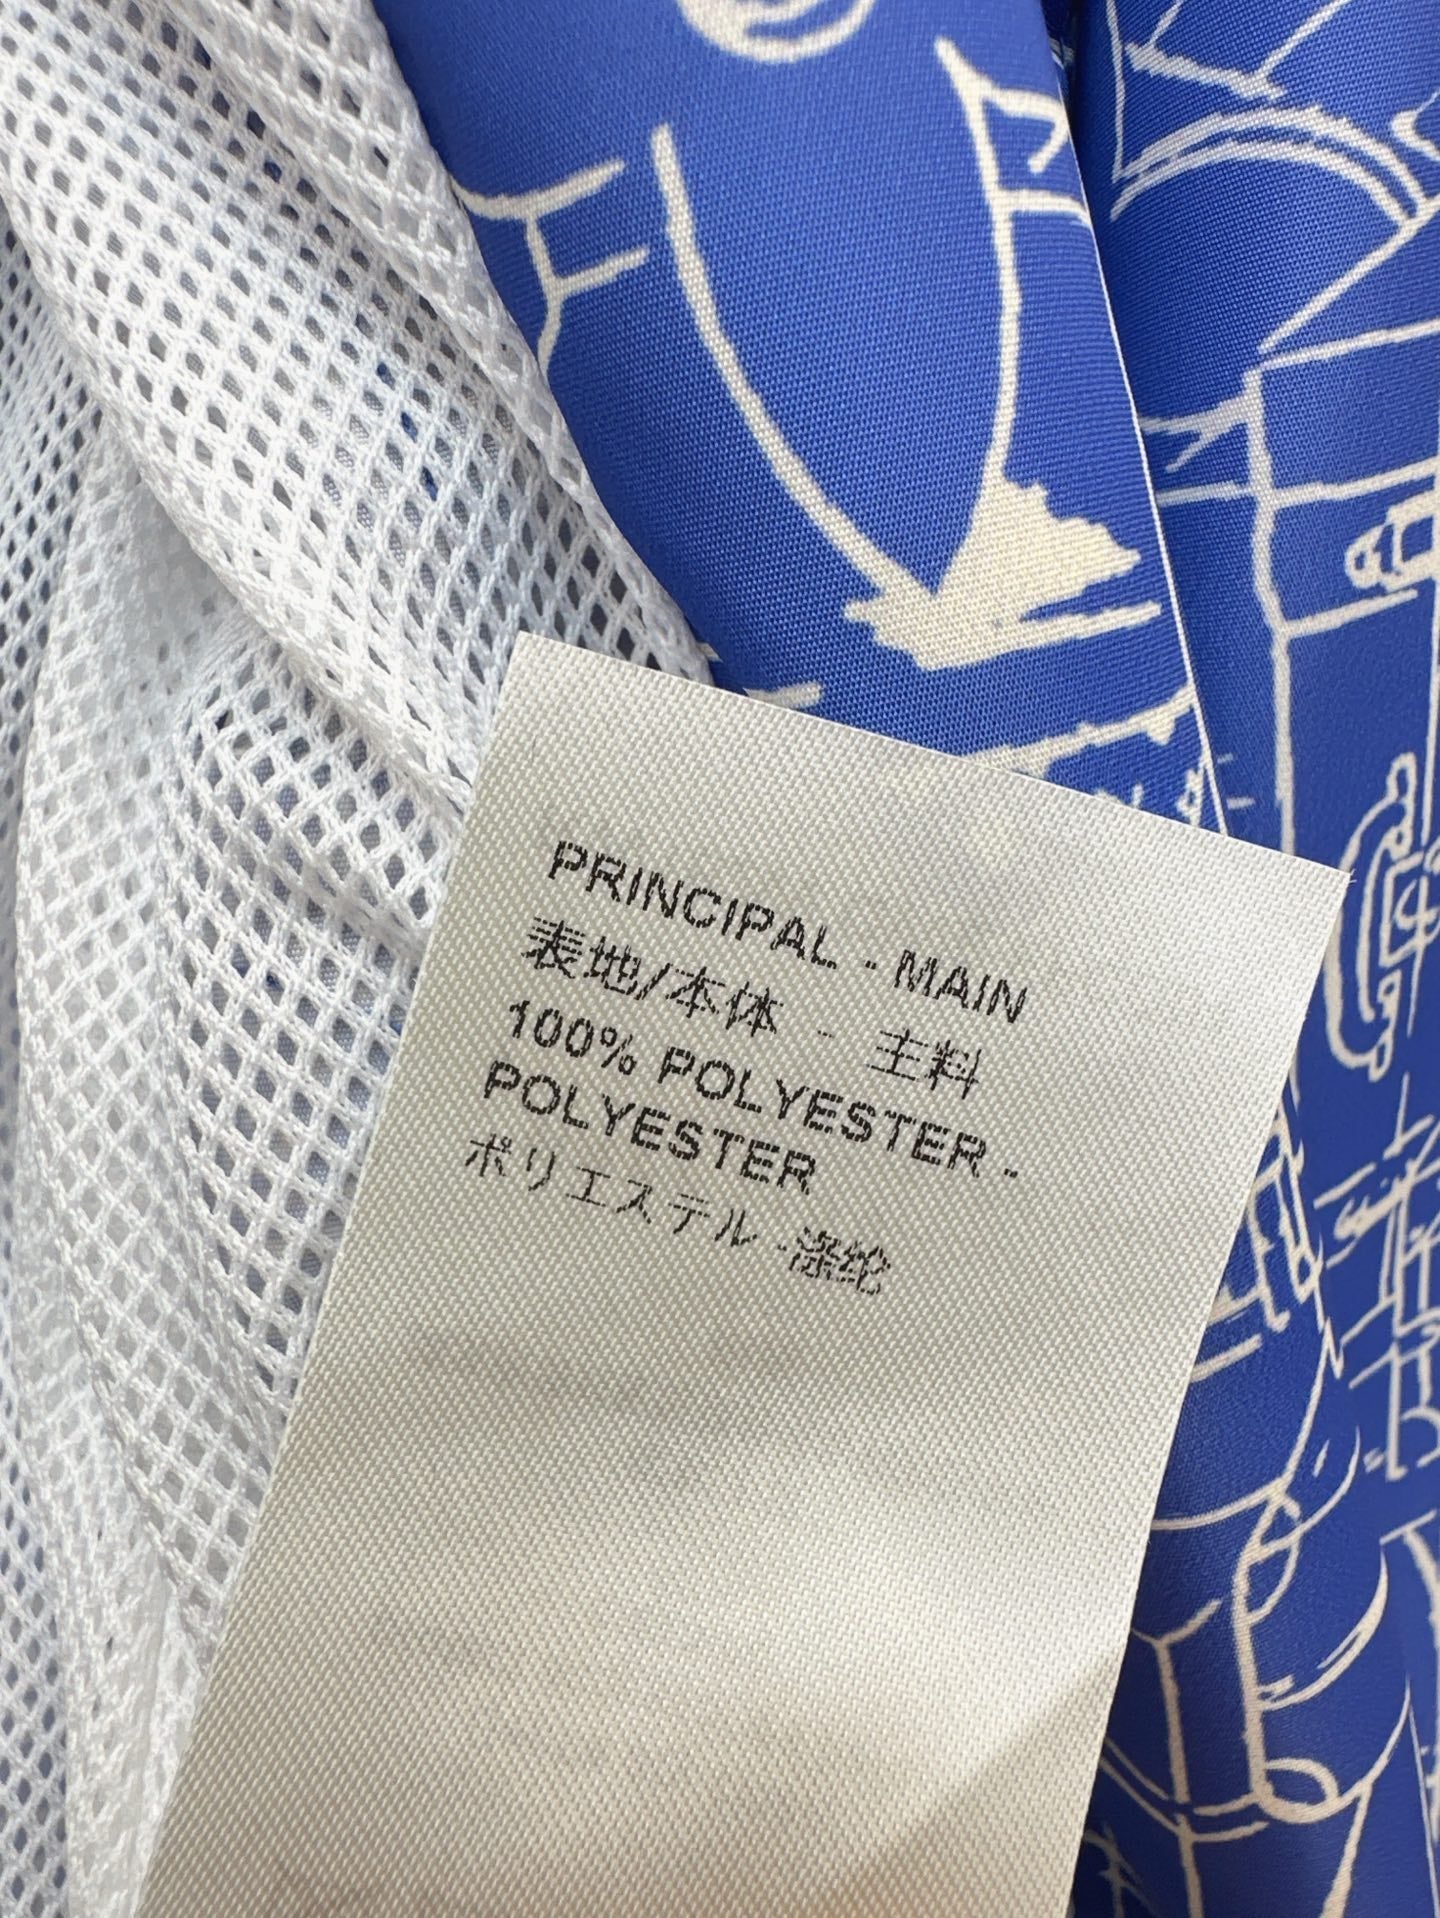 PRINCIPAL - MAIN
表地/本体 - 主料
100% POLYESTER -
POLYESTER
ポリエステル -涤纶